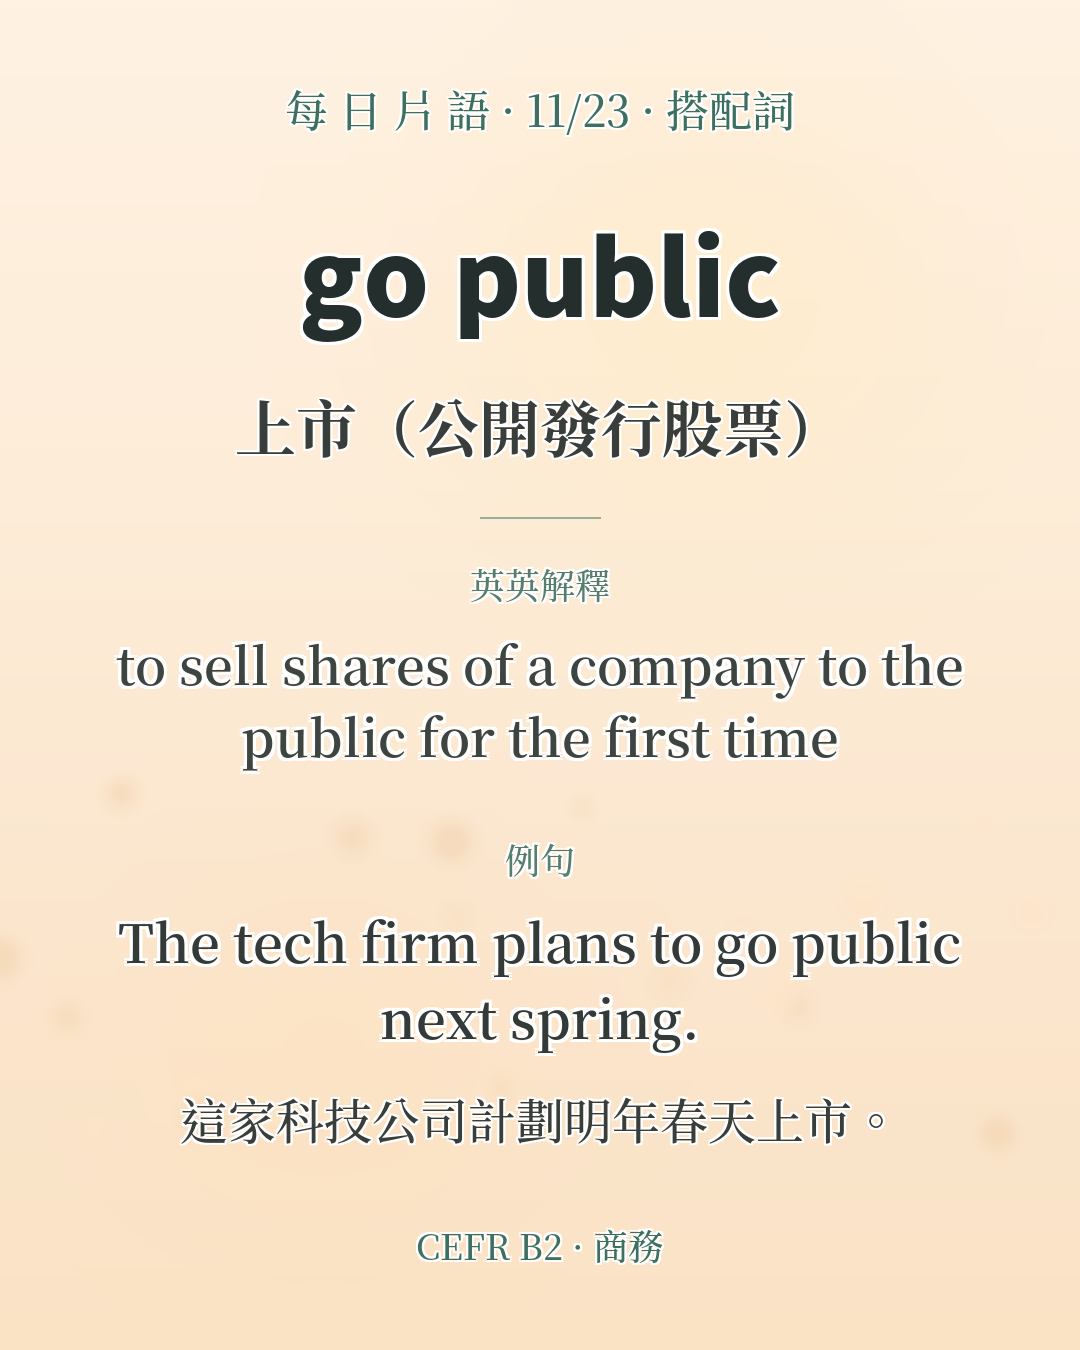 每日片語 · 11/23 · 搭配詞
go public
上市（公開發行股票）
英英解釋
to sell shares of a company to the
public for the first time
例句
The tech firm plans to go public
next spring.
這家科技公司計劃明年春天上市。
CEFR B2 · 商務